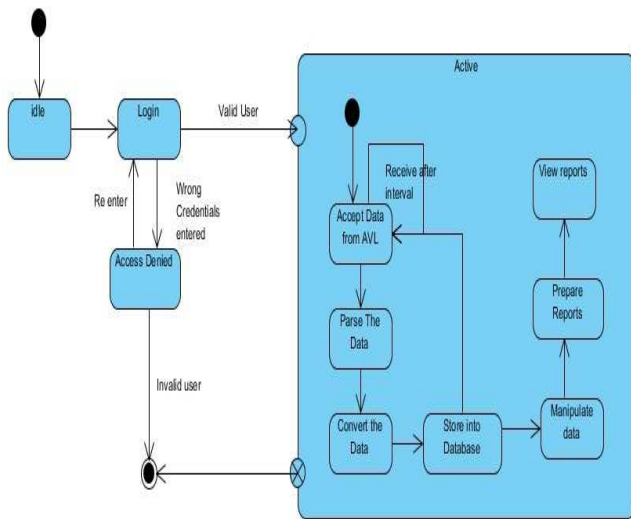 Active
idle
Login
Valid User
Re enter
Wrong
Credentials
entered
Access Denied
Invalid user
Receive after
interval
Accept Data
from AVL
Parse The
Data
Convert the
Data
Store into
Database
Manipulate
data
Prepare
Reports
View reports